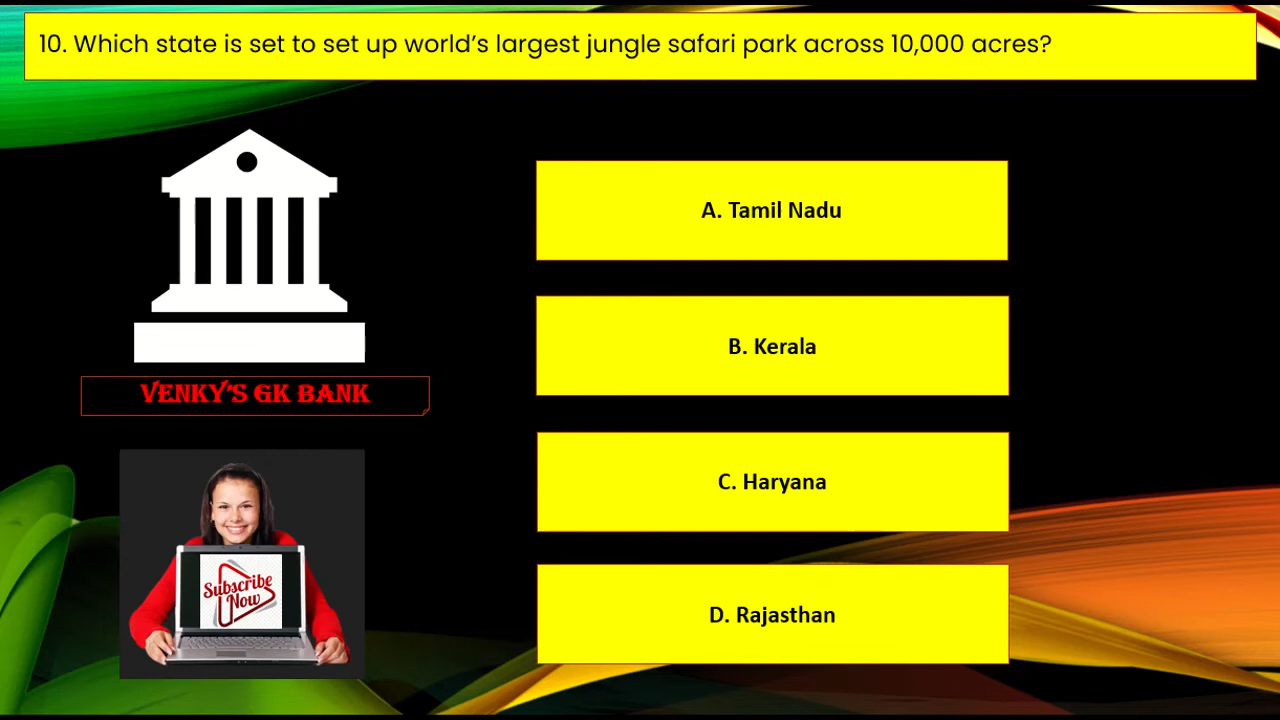 10. Which state is set to set up world’s largest jungle safari park across 10,000 acres?
A. Tamil Nadu
B. Kerala
VENKY’S GK BANK
C. Haryana
Subscribe
Now
D. Rajasthan